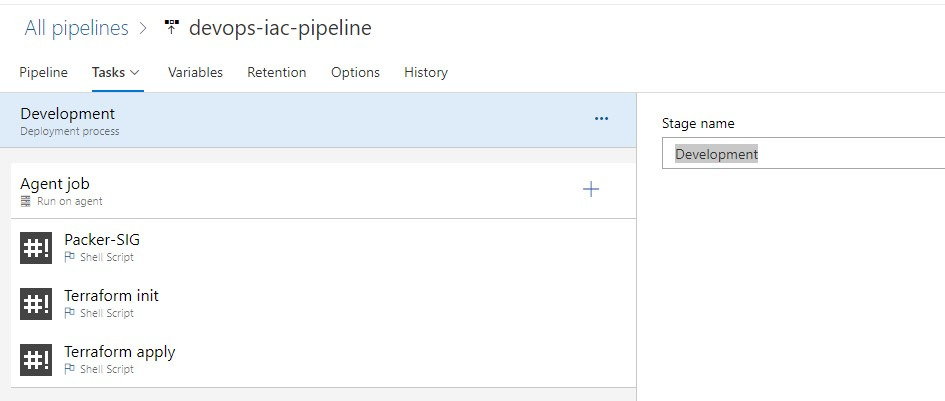 All pipelines > devops-iac-pipeline
Pipeline Tasks Variables Retention Options History
Development
Deployment process
...
Stage name
Development
Agent job
Run on agent
+
#! Packer-SIG
Shell Script
#! Terraform init
Shell Script
#! Terraform apply
Shell Script